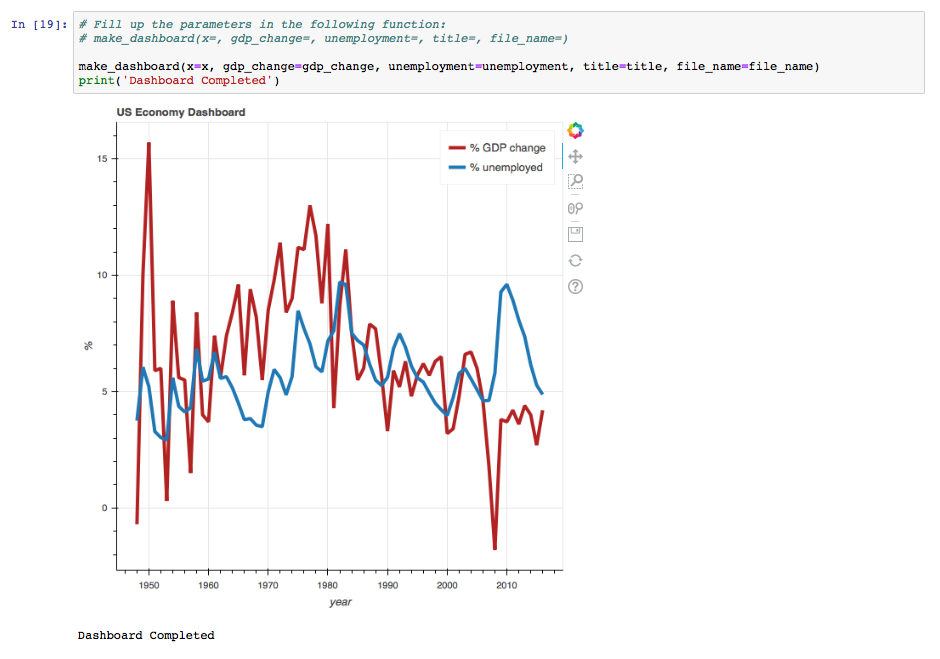 In [19]: # Fill up the parameters in the following function:
# make_dashboard(x=, gdp_change=, unemployment=, title=, file_name=)
make_dashboard(x=x, gdp_change=gdp_change, unemployment=unemployment, title=title, file_name=file_name)
print('Dashboard Completed')
US Economy Dashboard
% GDP change
% unemployed
15
10
5
0
%
1950 1960 1970 1980 1990 2000 2010
year
Dashboard Completed